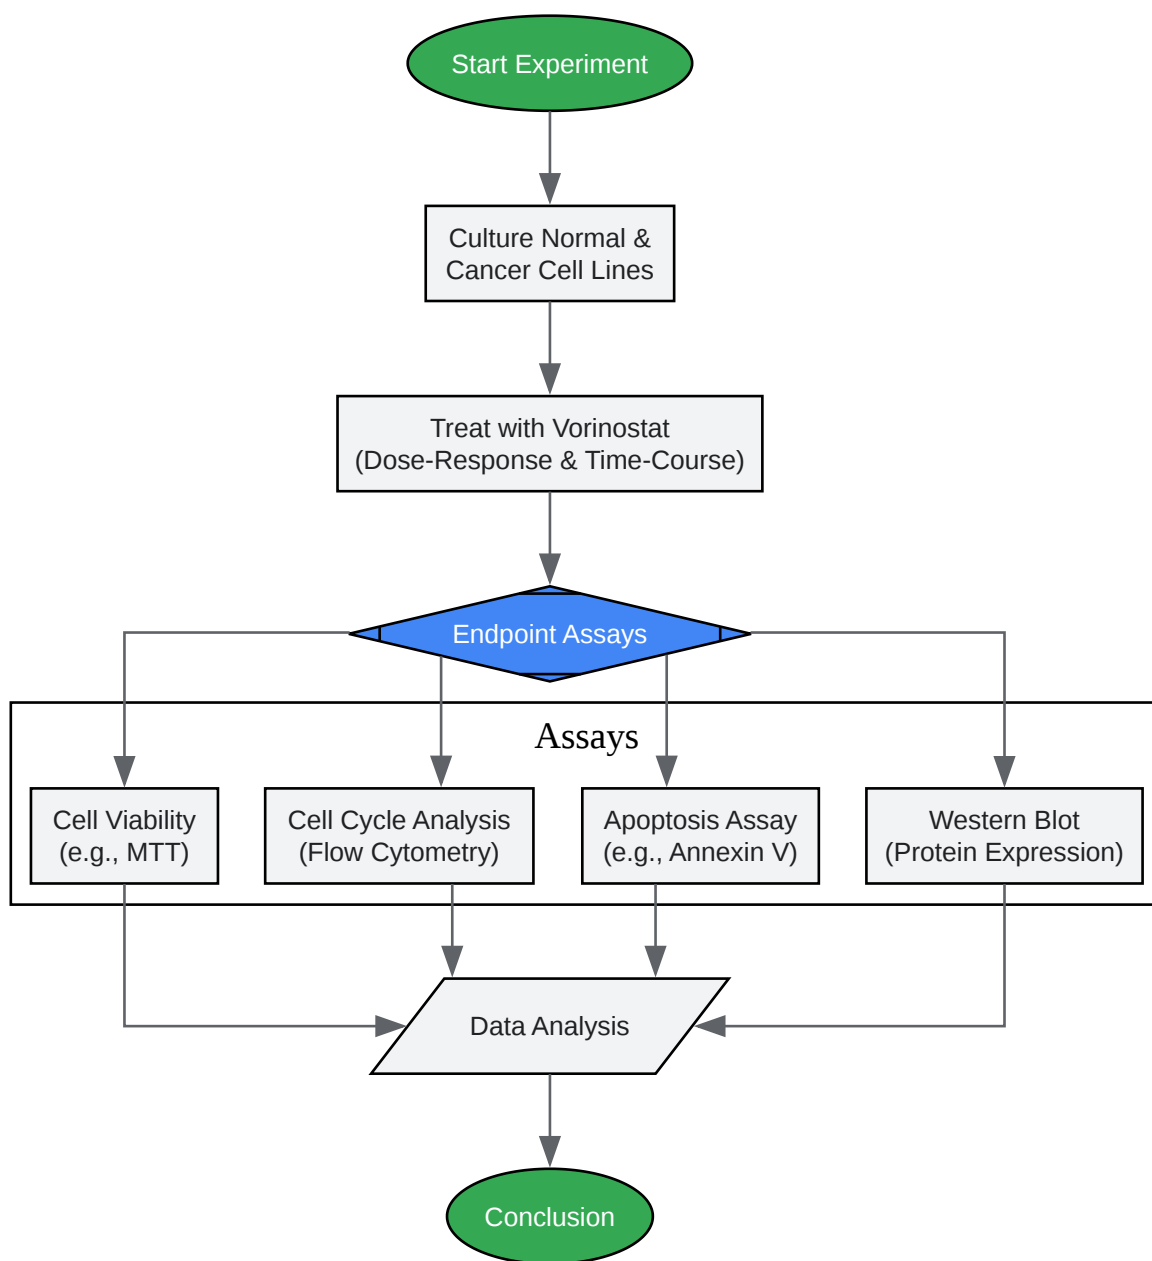 Start Experiment
Culture Normal &
Cancer Cell Lines
Treat with Vorinostat
(Dose-Response & Time-Course)
Endpoint Assays
Assays
Cell Viability
(e.g., MTT)
Cell Cycle Analysis
(Flow Cytometry)
Apoptosis Assay
(e.g., Annexin V)
Western Blot
(Protein Expression)
Data Analysis
Conclusion